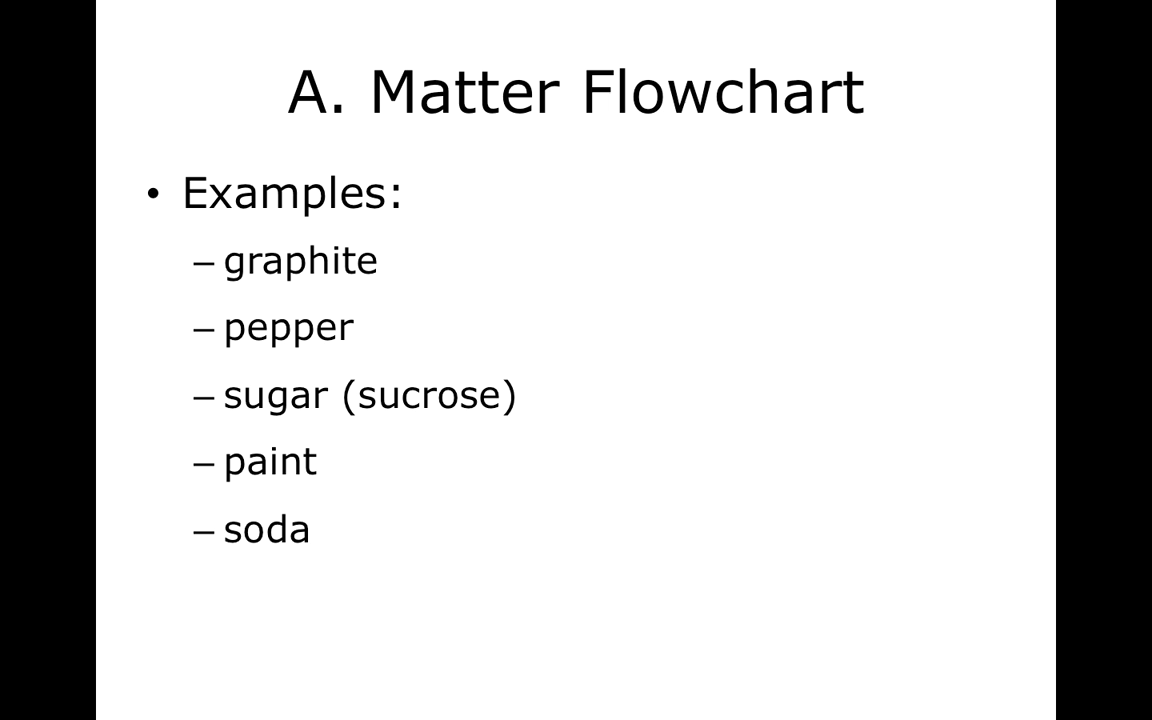 A. Matter Flowchart
• Examples:
– graphite
– pepper
– sugar (sucrose)
– paint
– soda